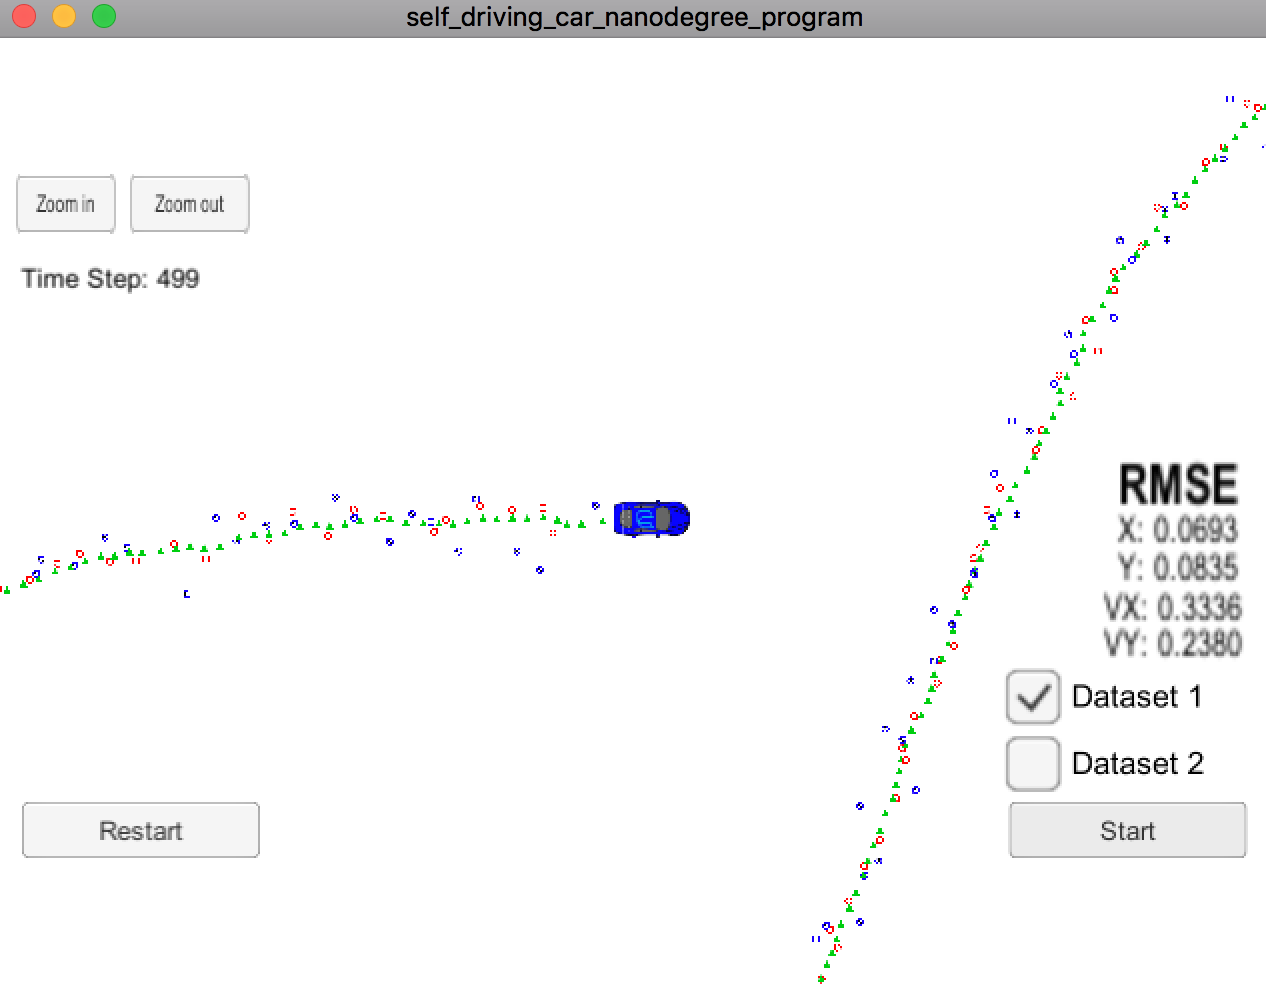 self_driving_car_nanodegree_program
Zoom in
Zoom out
Time Step: 499
RMSE
X: 0.0693
Y: 0.0835
VX: 0.3336
VY: 0.2380
Dataset 1
Dataset 2
Restart
Start